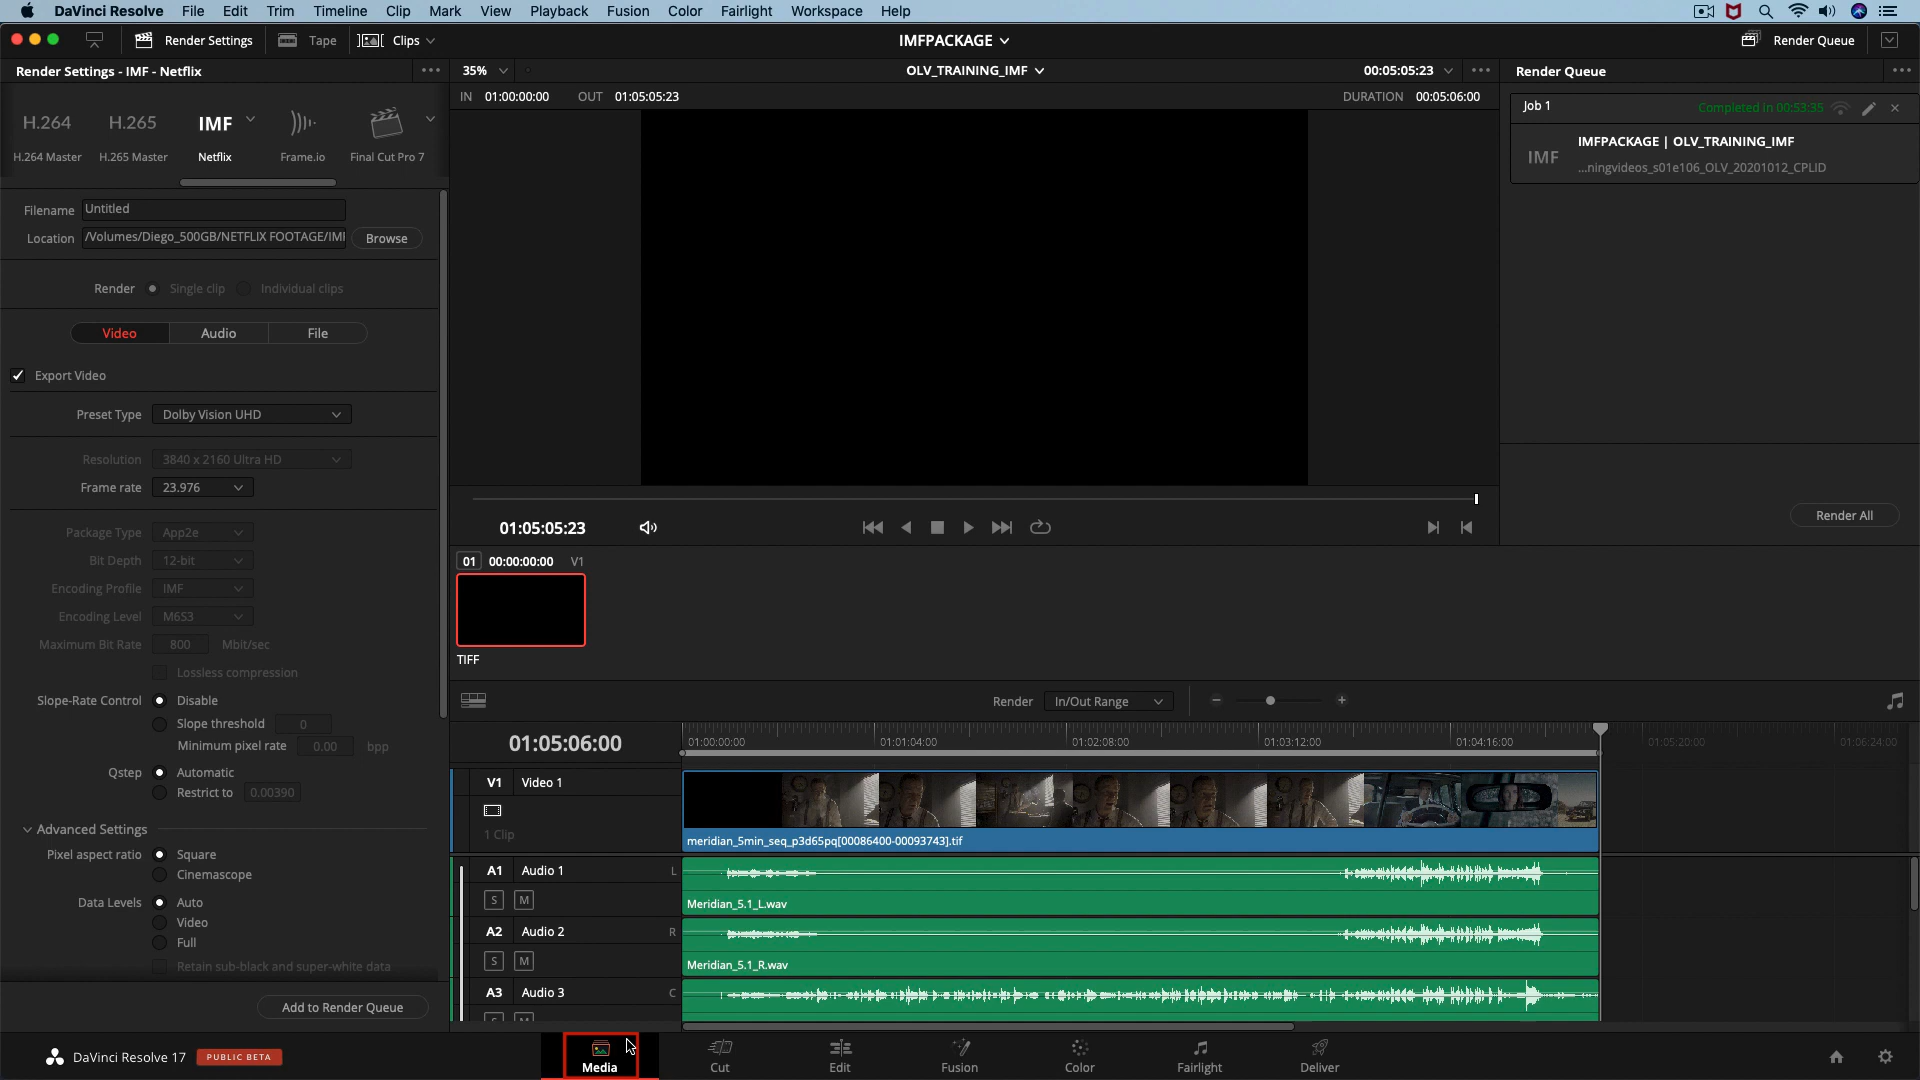 DaVinci Resolve File Edit Trim Timeline Clip Mark View Playback Fusion Color Fairlight Workspace Help
Render Settings Tape Clips IMFPACKAGE Render Queue
Render Settings - IMF - Netflix ••• 35% OLV_TRAINING_IMF 00:05:05:23 ••• Render Queue •••
IN 01:00:00:00 OUT 01:05:05:23 DURATION 00:05:06:00
Job 1 Completed in 00:53:35
H.264 H.265 IMF
H.264 Master H.265 Master Netflix Frame.io Final Cut Pro 7
IMF IMFPACKAGE | OLV_TRAINING_IMF
...ningvideos_s01e106_OLV_20201012_CPLID
Filename Untitled
Location /Volumes/Diego_500GB/NETFLIX FOOTAGE/IMI Browse
Render Single clip Individual clips
Video Audio File
Export Video
Preset Type Dolby Vision UHD
Resolution 3840 x 2160 Ultra HD
Frame rate 23.976
Package Type App2e
Bit Depth 12-bit
Encoding Profile IMF
Encoding Level M6S3
Maximum Bit Rate 800 Mbit/sec
Lossless compression
Slope-Rate Control Disable
Slope threshold 0
Minimum pixel rate 0.00 bpp
Qstep Automatic
Restrict to 0.00390
Advanced Settings
Pixel aspect ratio Square
Cinemascope
Data Levels Auto
Video
Full
Retain sub-black and super-white data
Add to Render Queue
01:05:05:23
Render All
01 00:00:00:00 V1
TIFF
Render In/Out Range
01:05:06:00 01:00:00:00 01:01:04:00 01:02:08:00 01:03:12:00 01:04:16:00 01:05:20:00 01:06:24:00
V1 Video 1
1 Clip
meridian_5min_seq_p3d65pq[00086400-00093743].tif
A1 Audio 1 L
S M
Meridian_5.1_L.wav
A2 Audio 2 R
S M
Meridian_5.1_R.wav
A3 Audio 3 C
S M
DaVinci Resolve 17 PUBLIC BETA
Media Cut Edit Fusion Color Fairlight Deliver